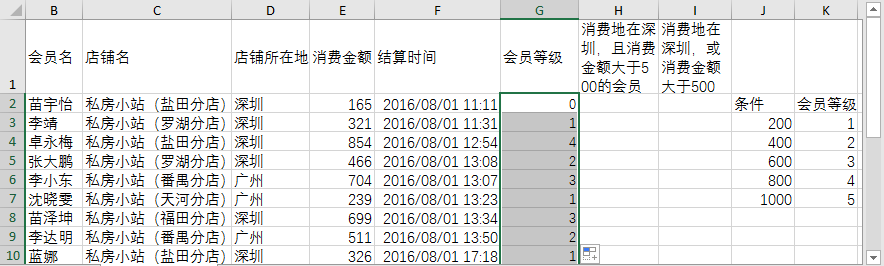 B C D E F G H I J K
1 会员名 店铺名 店铺所在地 消费金额 结算时间 会员等级 消费地在深圳，且消费金额大于500的会员 消费地在深圳，或消费金额大于500
2 苗宇怡 私房小站（盐田分店） 深圳 165 2016/08/01 11:11 0 条件 会员等级
3 李靖 私房小站（罗湖分店） 深圳 321 2016/08/01 11:31 1 200 1
4 卓永梅 私房小站（盐田分店） 深圳 854 2016/08/01 12:54 4 400 2
5 张大鹏 私房小站（罗湖分店） 深圳 466 2016/08/01 13:08 2 600 3
6 李小东 私房小站（番禺分店） 广州 704 2016/08/01 13:07 3 800 4
7 沈晓雯 私房小站（天河分店） 广州 239 2016/08/01 13:23 1 1000 5
8 苗泽坤 私房小站（福田分店） 深圳 699 2016/08/01 13:34 3
9 李达明 私房小站（番禺分店） 广州 511 2016/08/01 13:50 2
10 蓝娜 私房小站（盐田分店） 深圳 326 2016/08/01 17:18 1